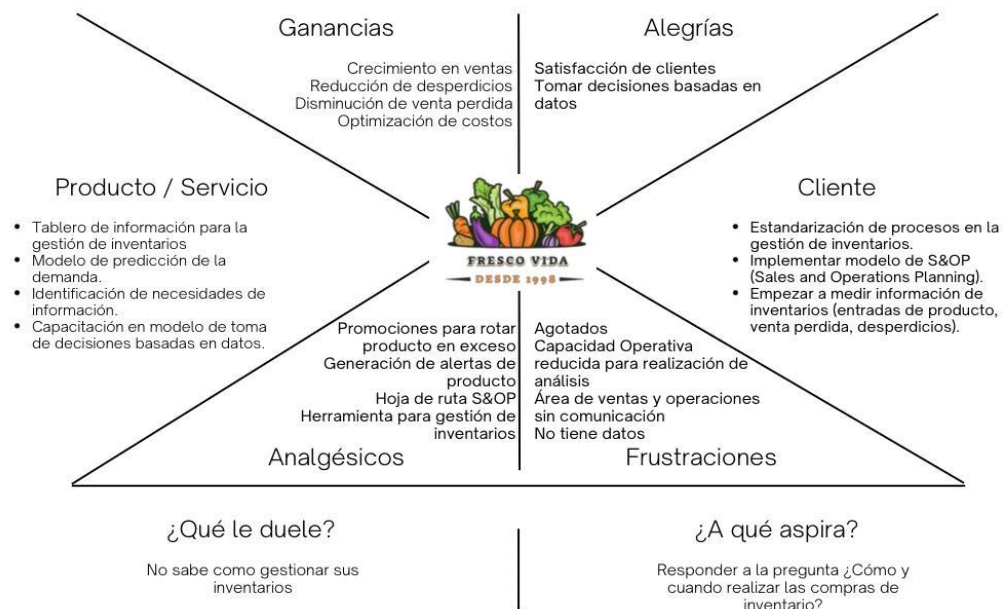 Ganancias
Crecimiento en ventas
Reducción de desperdicios
Disminución de venta perdida
Optimización de costos
Alegrías
Satisfacción de clientes
Tomar decisiones basadas en
datos
Producto / Servicio
• Tablero de información para la
gestión de inventarios
• Modelo de predicción de la
demanda.
• Identificación de necesidades de
información.
• Capacitación en modelo de toma
de decisiones basadas en datos.
FRESCO VIDA
DESDE 1998
Cliente
• Estandarización de procesos en la
gestión de inventarios.
• Implementar modelo de S&OP
(Sales and Operations Planning).
• Empezar a medir información de
inventarios (entradas de producto,
venta perdida, desperdicios).
Promociones para rotar
producto en exceso
Generación de alertas de
producto
Hoja de ruta S&OP
Herramienta para gestión de
inventarios
Analgésicos
Agotados
Capacidad Operativa
reducida para realización de
análisis
Área de ventas y operaciones
sin comunicación
No tiene datos
Frustraciones
¿Qué le duele?
No sabe como gestionar sus
inventarios
¿A qué aspira?
Responder a la pregunta ¿Cómo y
cuando realizar las compras de
inventario?